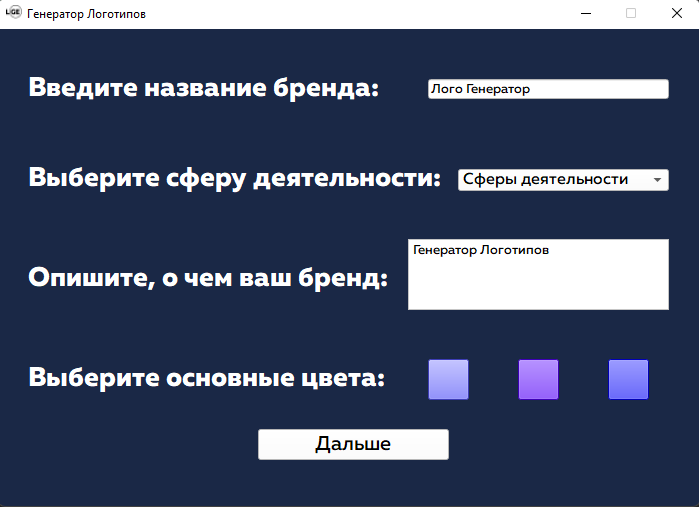 LGE Генератор Логотипов
Введите название бренда: Лого Генератор
Выберите сферу деятельности: Сферы деятельности
Опишите, о чем ваш бренд: Генератор Логотипов
Выберите основные цвета:
Дальше